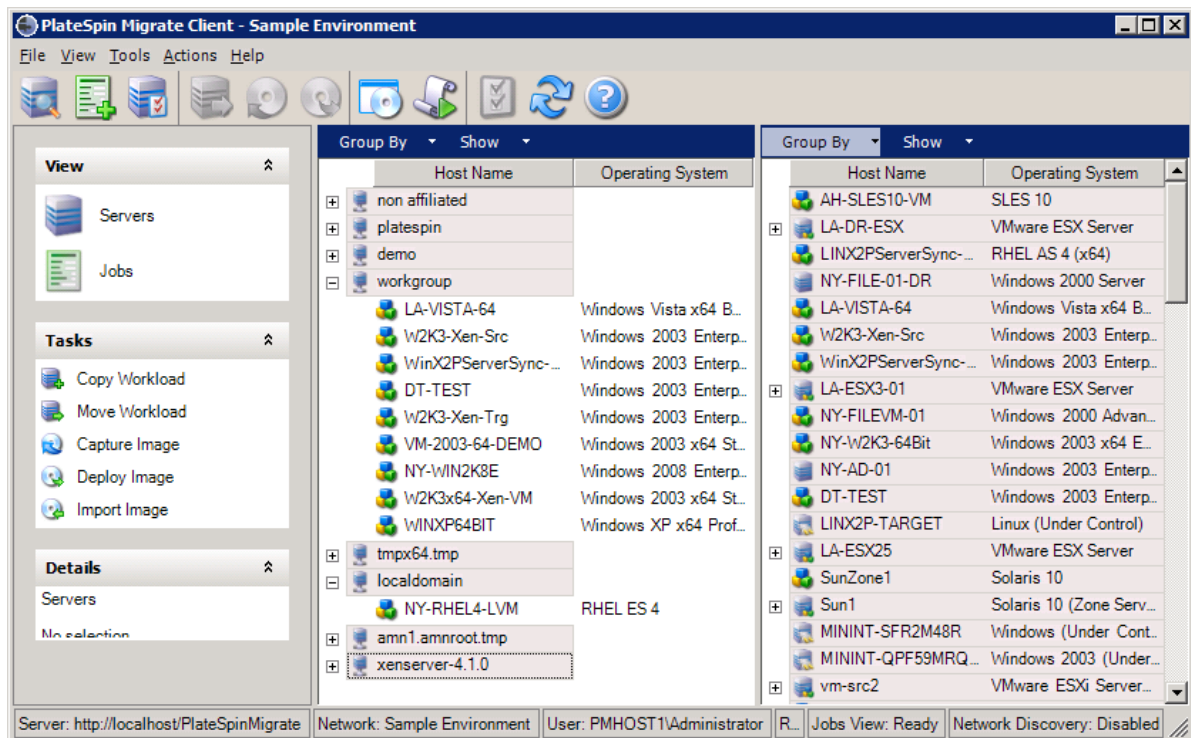 PlateSpin Migrate Client - Sample Environment
File View Tools Actions Help
View
Servers
Jobs
Tasks
Copy Workload
Move Workload
Capture Image
Deploy Image
Import Image
Details
Servers
No selection
Group By Show
Host Name Operating System
non affiliated
platespin
demo
workgroup
LA-VISTA-64 Windows Vista x64 B...
W2K3-Xen-Src Windows 2003 Enterp...
WinX2PServerSync-... Windows 2003 Enterp...
DT-TEST Windows 2003 Enterp...
W2K3-Xen-Trg Windows 2003 Enterp...
VM-2003-64-DEMO Windows 2003 x64 St...
NY-WIN2K8E Windows 2008 Enterp...
W2K3x64-Xen-VM Windows 2003 x64 St...
WINXP64BIT Windows XP x64 Prof...
tmpx64.tmp
localdomain
NY-RHEL4-LVM RHEL ES 4
amn1.amnroot.tmp
xenserver-4.1.0
Group By Show
Host Name Operating System
AH-SLES10-VM SLES 10
LA-DR-ESX VMware ESX Server
LINX2PServerSync-... RHEL AS 4 (x64)
NY-FILE-01-DR Windows 2000 Server
LA-VISTA-64 Windows Vista x64 B...
W2K3-Xen-Src Windows 2003 Enterp...
WinX2PServerSync-... Windows 2003 Enterp...
LA-ESX3-01 VMware ESX Server
NY-FILEVM-01 Windows 2000 Advan...
NY-W2K3-64Bit Windows 2003 x64 E...
NY-AD-01 Windows 2003 Enterp...
DT-TEST Windows 2003 Enterp...
LINX2P-TARGET Linux (Under Control)
LA-ESX25 VMware ESX Server
SunZone1 Solaris 10
Sun1 Solaris 10 (Zone Serv...
MININT-SFR2M48R Windows (Under Cont...
MININT-QPF59MRQ... Windows 2003 (Under...
vm-src2 VMware ESXi Server...
Server: http://localhost/PlateSpinMigrate Network: Sample Environment User: PMHOST1\Administrator R... Jobs View: Ready Network Discovery: Disabled